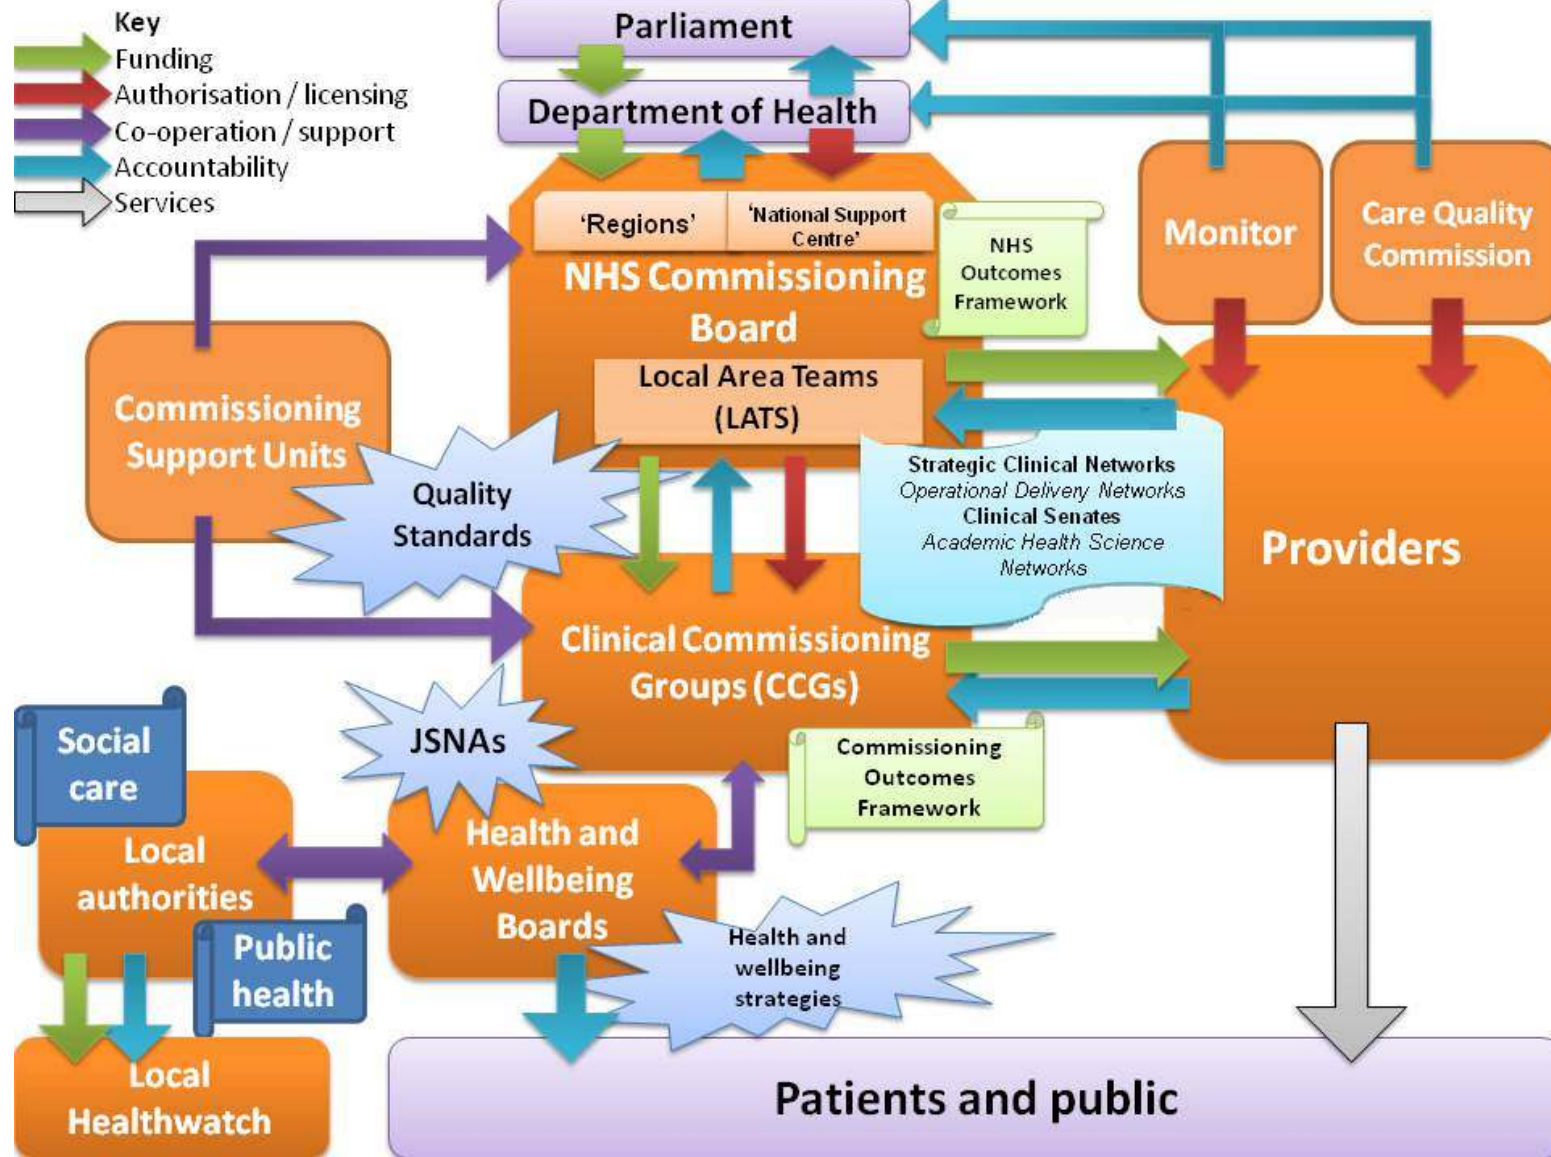 Key
Funding
Authorisation / licensing
Co-operation / support
Accountability
Services
Parliament
Department of Health
'Regions'
'National Support
Centre'
NHS Commissioning
Board
Local Area Teams
(LATS)
NHS
Outcomes
Framework
Monitor
Care Quality
Commission
Commissioning
Support Units
Quality
Standards
Strategic Clinical Networks
Operational Delivery Networks
Clinical Senates
Academic Health Science
Networks
Providers
Clinical Commissioning
Groups (CCGs)
Social
care
JSNAs
Commissioning
Outcomes
Framework
Local
authorities
Health and
Wellbeing
Boards
Public
health
Health and
wellbeing
strategies
Local
Healthwatch
Patients and public